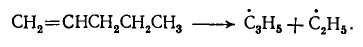 CH₂=CHCH₂CH₂CH₃ ⟶ Ċ₃H₅ + Ċ₂H₅.